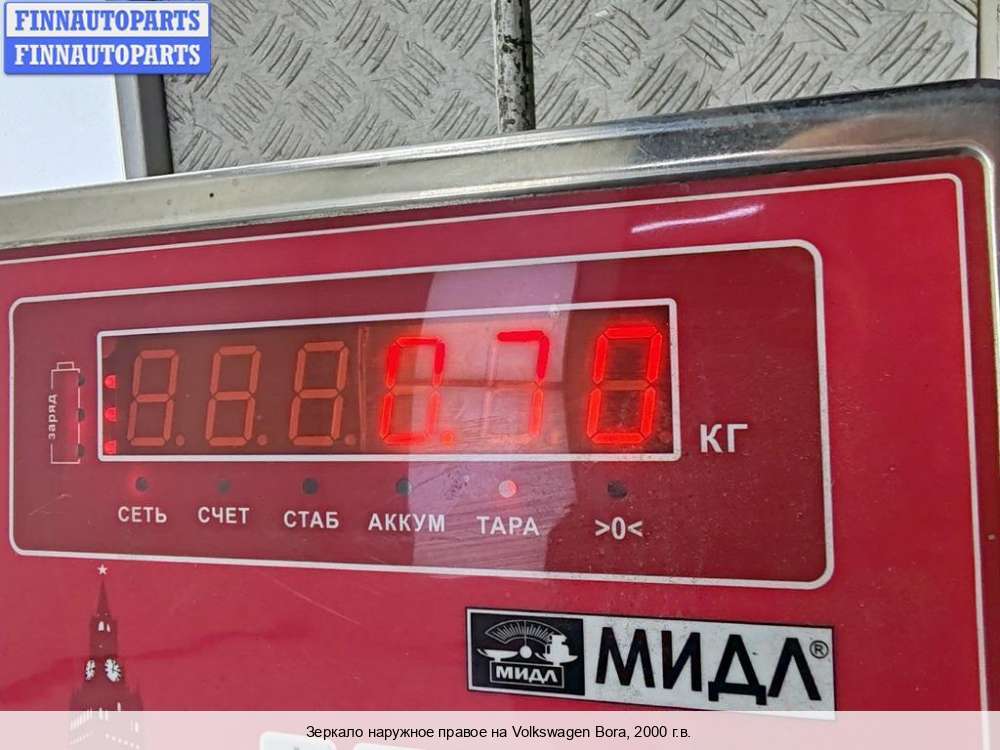 FINNAUTOPARTS
FINNAUTOPARTS
заряд
0.70
КГ
СЕТЬ СЧЕТ СТАБ АККУМ ТАРА >0<
МИДЛ
МИДЛ®
Зеркало наружное правое на Volkswagen Bora, 2000 г.в.